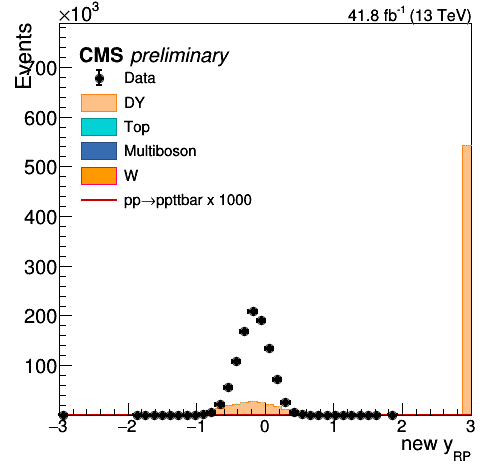 ×10³
41.8 fb⁻¹ (13 TeV)
Events
CMS preliminary
Data
DY
Top
Multiboson
W
pp→ppttbar x 1000
700
600
500
400
300
200
100
−3 −2 −1 0 1 2 3
new y_RP